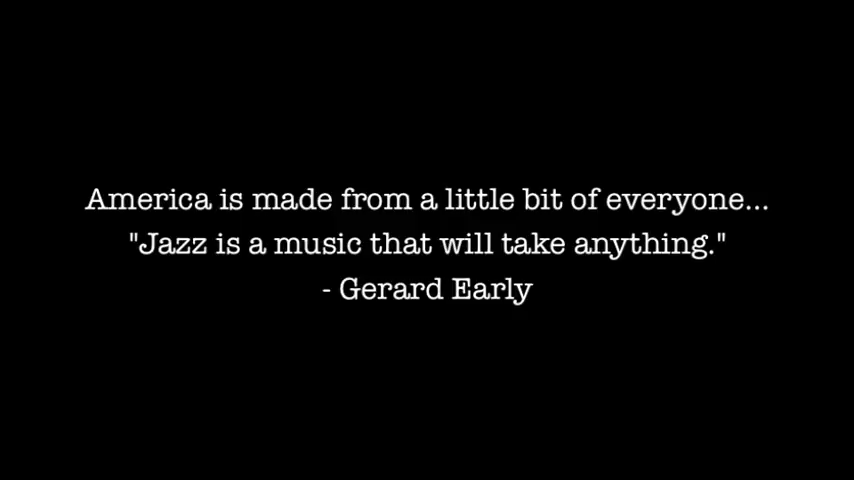 America is made from a little bit of everyone...
"Jazz is a music that will take anything."
- Gerard Early